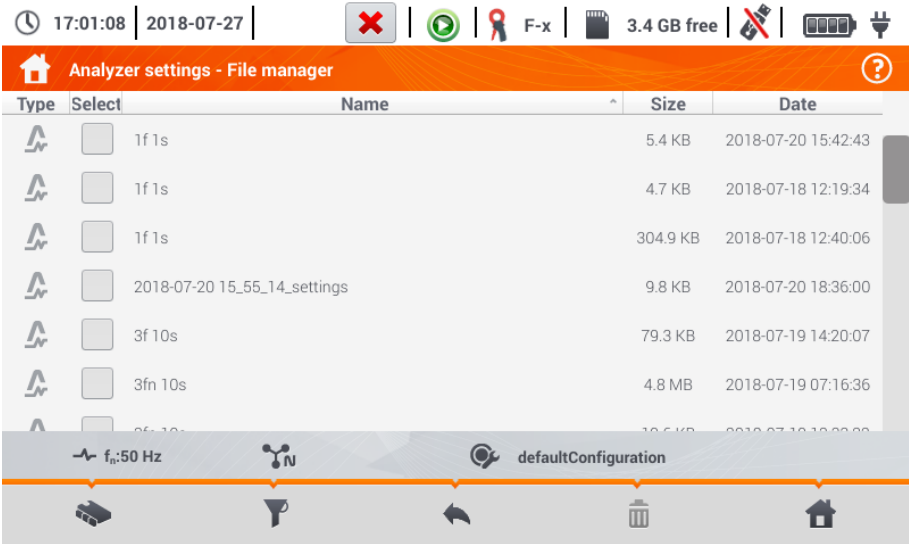 17:01:08 2018-07-27 F-x 3.4 GB free
Analyzer settings - File manager ?
Type Select Name Size Date
1f 1s 5.4 KB 2018-07-20 15:42:43
1f 1s 4.7 KB 2018-07-18 12:19:34
1f 1s 304.9 KB 2018-07-18 12:40:06
2018-07-20 15_55_14_settings 9.8 KB 2018-07-20 18:36:00
3f 10s 79.3 KB 2018-07-19 14:20:07
3fn 10s 4.8 MB 2018-07-19 07:16:36
fn:50 Hz N defaultConfiguration